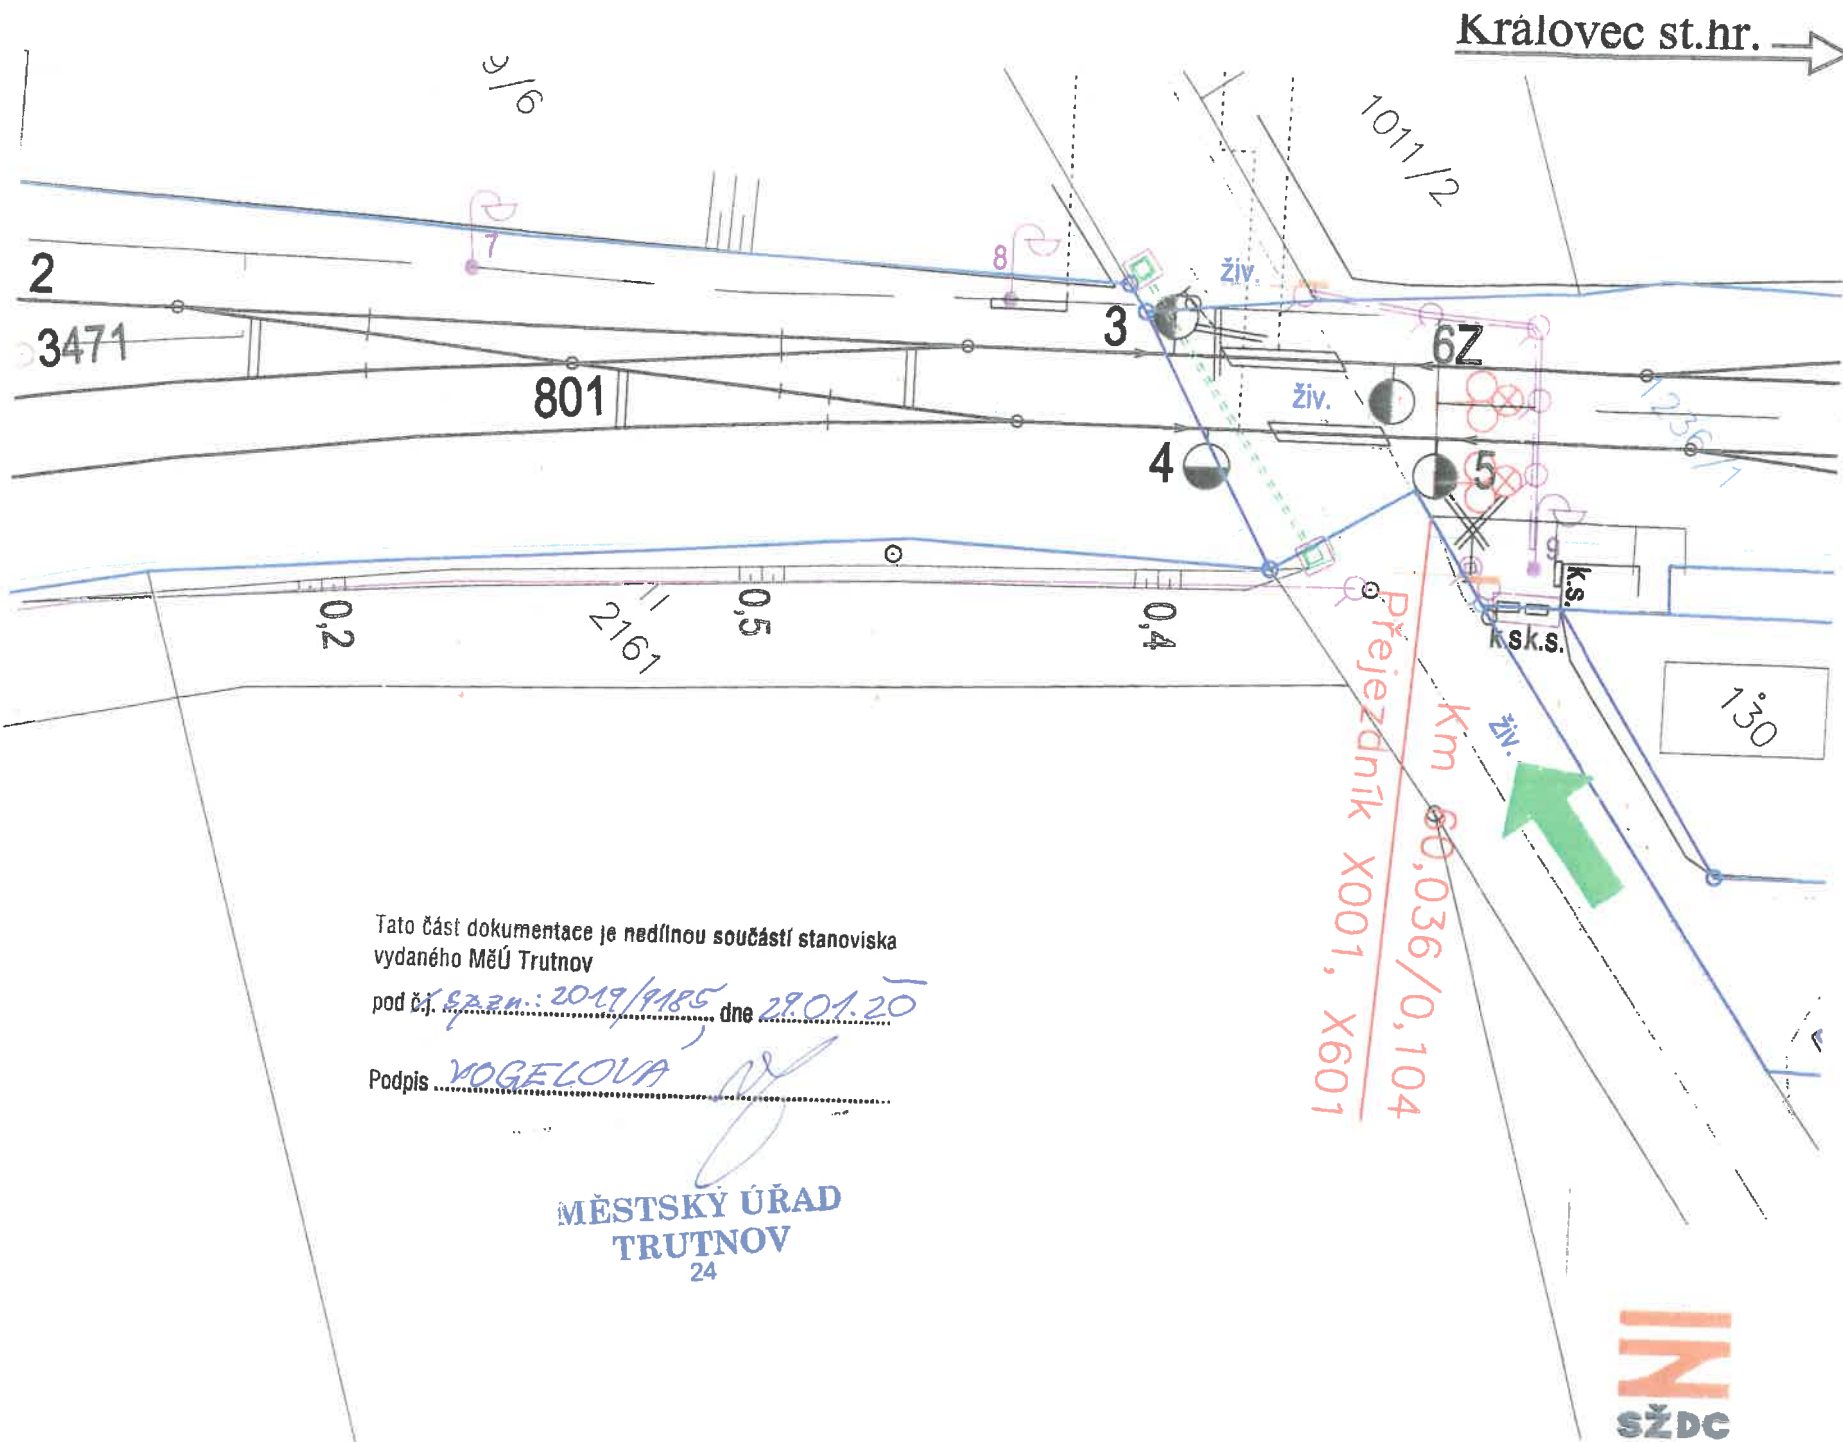 Královec st.hr.
9/6
1011/2
7
8
živ.
2
3
3471
6Z
801
živ.
1236/1
4
5
9
k.s.
0,2
2161
0,5
0,4
k.s k.s.
130
živ.
Km 60,036/0,104
Přejezdník X001, X601
Tato část dokumentace je nedílnou součástí stanoviska
vydaného MěÚ Trutnov
pod č.j. sp.zn.: 2019/9185 dne 29.01.20
Podpis VOGELOVÁ
MĚSTSKÝ ÚŘAD
TRUTNOV
24
SŽDC